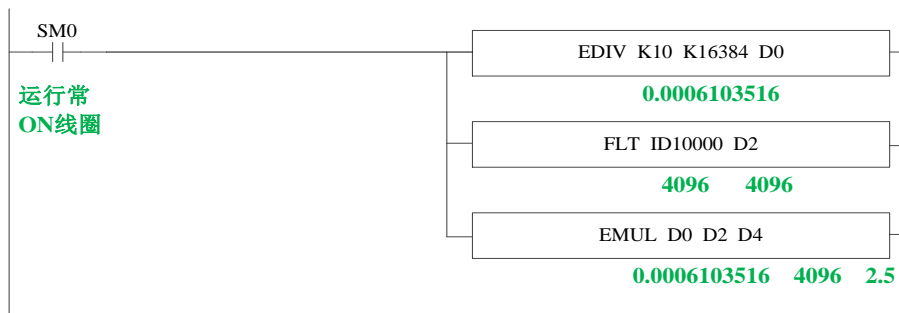 SM0
EDIV K10 K16384 D0
运行常
ON线圈
0.0006103516
FLT ID10000 D2
4096 4096
EMUL D0 D2 D4
0.0006103516 4096 2.5